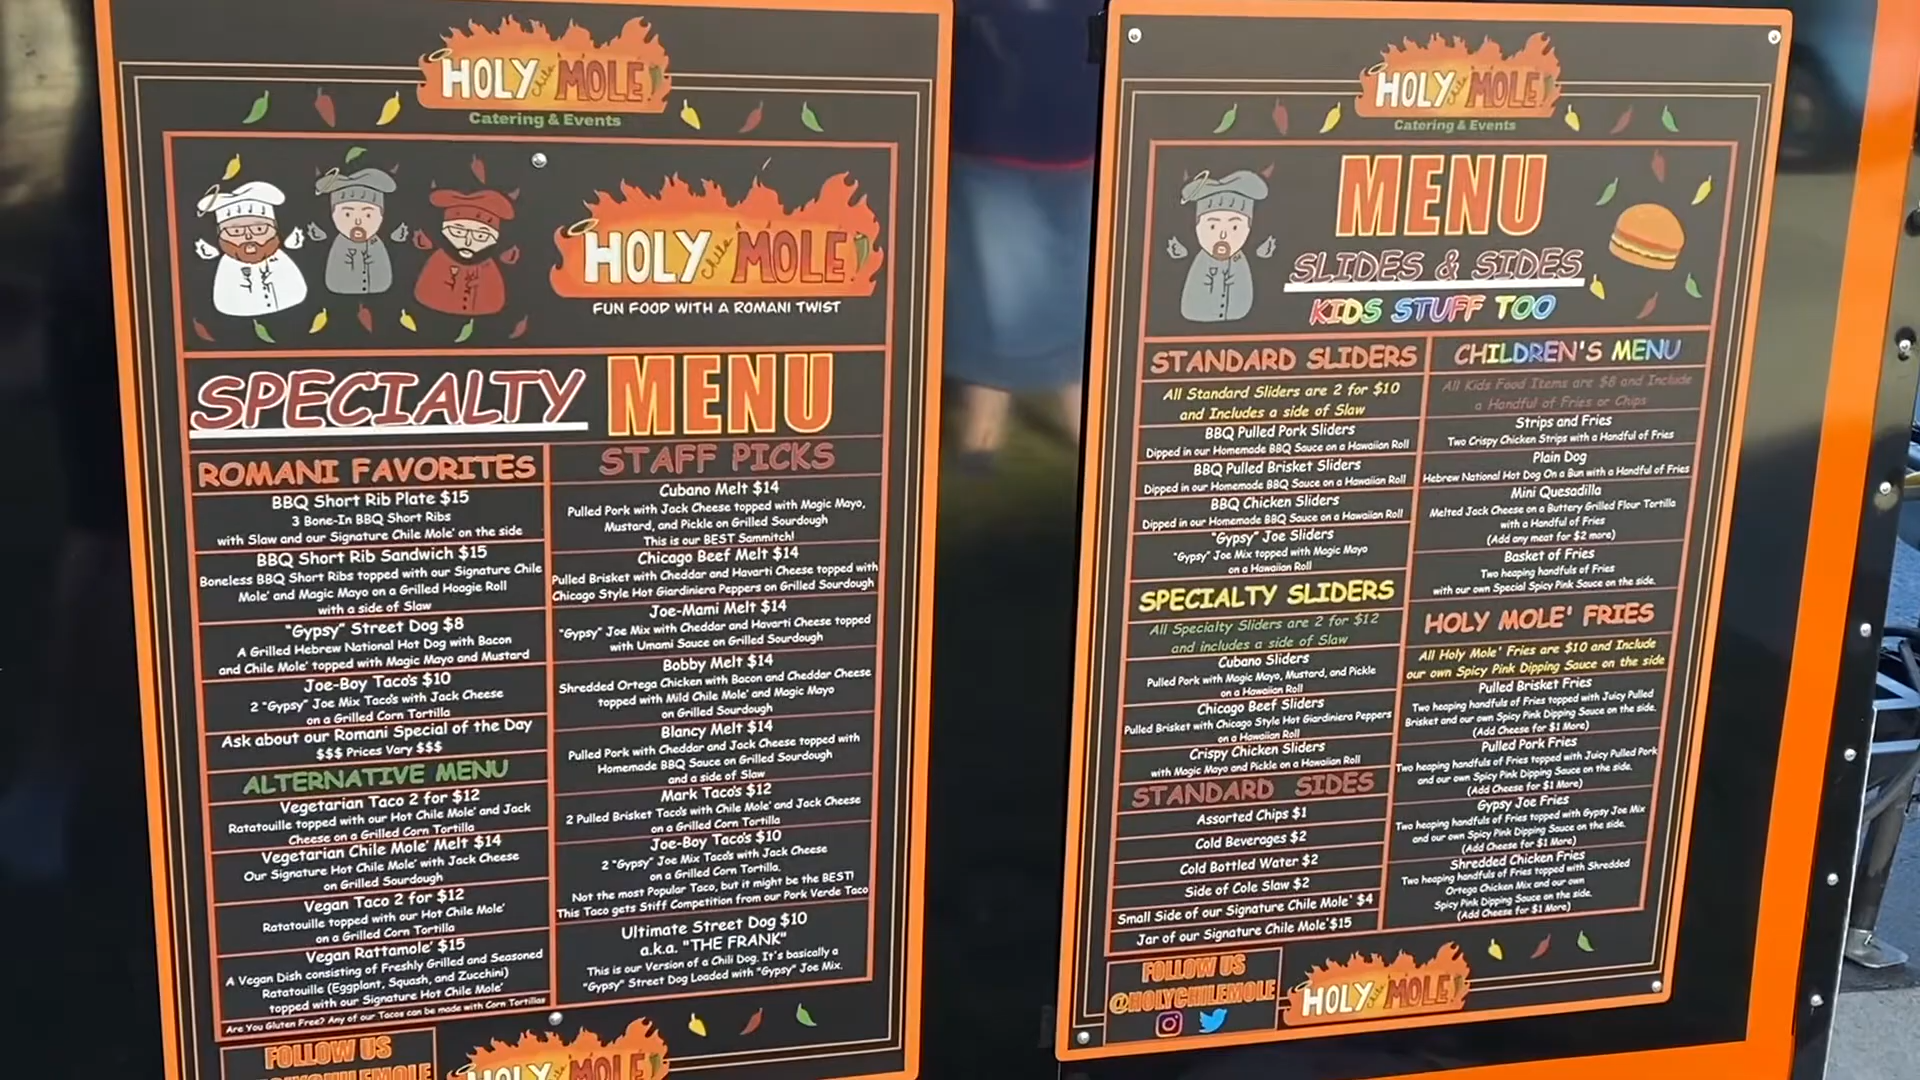 HOLY Chile MOLE!
Catering & Events
HOLY Chile MOLE!
FUN FOOD WITH A ROMANI TWIST
SPECIALTY MENU
ROMANI FAVORITES
BBQ Short Rib Plate $15
3 Bone-In BBQ Short Ribs
with Slaw and our Signature Chile Mole' on the side
BBQ Short Rib Sandwich $15
Boneless BBQ Short Ribs topped with our Signature Chile
Mole' and Magic Mayo on a Grilled Hoagie Roll
with a side of Slaw
"Gypsy" Street Dog $8
A Grilled Hebrew National Hot Dog with Bacon
and Chile Mole' topped with Magic Mayo and Mustard
Joe-Boy Taco's $10
2 "Gypsy" Joe Mix Taco's with Jack Cheese
on a Grilled Corn Tortilla
Ask about our Romani Special of the Day
$$$ Prices Vary $$$
ALTERNATIVE MENU
Vegetarian Taco 2 for $12
Ratatouille topped with our Hot Chile Mole' and Jack
Cheese on a Grilled Corn Tortilla
Vegetarian Chile Mole' Melt $14
Our Signature Hot Chile Mole' with Jack Cheese
on Grilled Sourdough
Vegan Taco 2 for $12
Ratatouille topped with our Hot Chile Mole'
on a Grilled Corn Tortilla
Vegan Rattamole' $15
A Vegan Dish consisting of Freshly Grilled and Seasoned
Ratatouille (Eggplant, Squash, and Zucchini)
topped with our Signature Hot Chile Mole'
Are You Gluten Free? Any of our Tacos can be made with Corn Tortillas
STAFF PICKS
Cubano Melt $14
Pulled Pork with Jack Cheese topped with Magic Mayo,
Mustard, and Pickle on Grilled Sourdough
This is our BEST Sammitch!
Chicago Beef Melt $14
Pulled Brisket with Cheddar and Havarti Cheese topped with
Chicago Style Hot Giardiniera Peppers on Grilled Sourdough
Joe-Mami Melt $14
"Gypsy" Joe Mix with Cheddar and Havarti Cheese topped
with Umami Sauce on Grilled Sourdough
Bobby Melt $14
Shredded Ortega Chicken with Bacon and Cheddar Cheese
topped with Mild Chile Mole' and Magic Mayo
on Grilled Sourdough
Blancy Melt $14
Pulled Pork with Cheddar and Jack Cheese topped with
Homemade BBQ Sauce on Grilled Sourdough
and a side of Slaw
Mark Taco's $12
2 Pulled Brisket Taco's with Chile Mole' and Jack Cheese
on a Grilled Corn Tortilla
Joe-Boy Taco's $10
2 "Gypsy" Joe Mix Taco's with Jack Cheese
on a Grilled Corn Tortilla.
Not the most Popular Taco, but it might be the BEST!
This Taco gets Stiff Competition from our Pork Verde Taco
Ultimate Street Dog $10
a.k.a. "THE FRANK"
This is our Version of a Chili Dog. It's basically a
"Gypsy" Street Dog Loaded with "Gypsy" Joe Mix.
FOLLOW US
@HOLYCHILEMOLE
HOLY MOLE
HOLY Chile MOLE!
Catering & Events
MENU
SLIDES & SIDES
KIDS STUFF TOO
STANDARD SLIDERS
All Standard Sliders are 2 for $10
and Includes a side of Slaw
BBQ Pulled Pork Sliders
Dipped in our Homemade BBQ Sauce on a Hawaiian Roll
BBQ Pulled Brisket Sliders
Dipped in our Homemade BBQ Sauce on a Hawaiian Roll
BBQ Chicken Sliders
Dipped in our Homemade BBQ Sauce on a Hawaiian Roll
"Gypsy" Joe Sliders
"Gypsy" Joe Mix topped with Magic Mayo
on a Hawaiian Roll
SPECIALTY SLIDERS
All Specialty Sliders are 2 for $12
and includes a side of Slaw
Cubano Sliders
Pulled Pork with Magic Mayo, Mustard, and Pickle
on a Hawaiian Roll
Chicago Beef Sliders
Pulled Brisket with Chicago Style Hot Giardiniera Peppers
on a Hawaiian Roll
Crispy Chicken Sliders
with Magic Mayo and Pickle on a Hawaiian Roll
STANDARD SIDES
Assorted Chips $1
Cold Beverages $2
Cold Bottled Water $2
Side of Cole Slaw $2
Small Side of our Signature Chile Mole' $4
Jar of our Signature Chile Mole' $15
CHILDREN'S MENU
All Kids Food Items are $8 and Include
a Handful of Fries or Chips
Strips and Fries
Two Crispy Chicken Strips with a Handful of Fries
Plain Dog
Hebrew National Hot Dog On a Bun with a Handful of Fries
Mini Quesadilla
Melted Jack Cheese on a Buttery Grilled Flour Tortilla
with a Handful of Fries
(Add any meat for $2 more)
Basket of Fries
Two heaping handfuls of Fries
with our own Special Spicy Pink Sauce on the side.
HOLY MOLE' FRIES
All Holy Mole' Fries are $10 and Include
our own Spicy Pink Dipping Sauce on the side
Pulled Brisket Fries
Two heaping handfuls of Fries topped with Juicy Pulled
Brisket and our own Spicy Pink Dipping Sauce on the side.
(Add Cheese for $1 More)
Pulled Pork Fries
Two heaping handfuls of Fries topped with Juicy Pulled Pork
and our own Spicy Pink Dipping Sauce on the side.
(Add Cheese for $1 More)
Gypsy Joe Fries
Two heaping handfuls of Fries topped with Gypsy Joe Mix
and our own Spicy Pink Dipping Sauce on the side.
(Add Cheese for $1 More)
Shredded Chicken Fries
Two heaping handfuls of Fries topped with Shredded
Ortega Chicken Mix and our own
Spicy Pink Dipping Sauce on the side.
(Add Cheese for $1 More)
FOLLOW US
@HOLYCHILEMOLE
HOLY Chile MOLE!